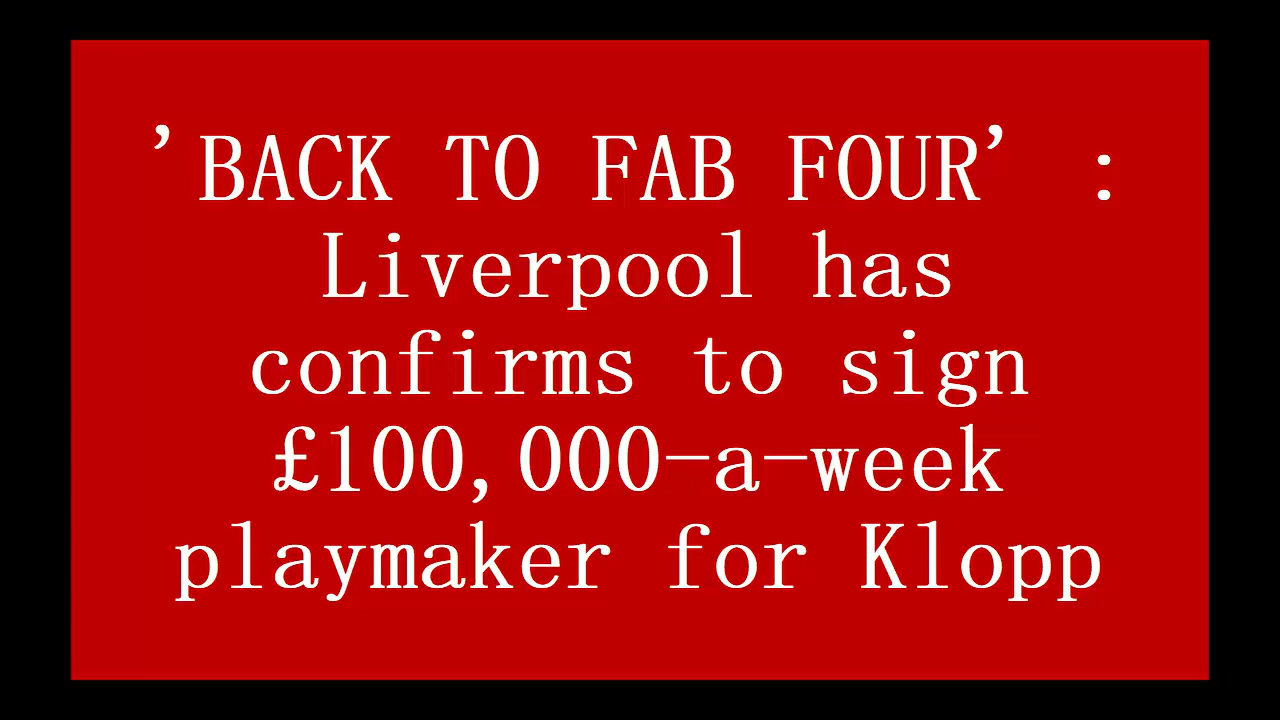 ’BACK TO FAB FOUR’ :
Liverpool has
confirms to sign
£100,000-a-week
playmaker for Klopp